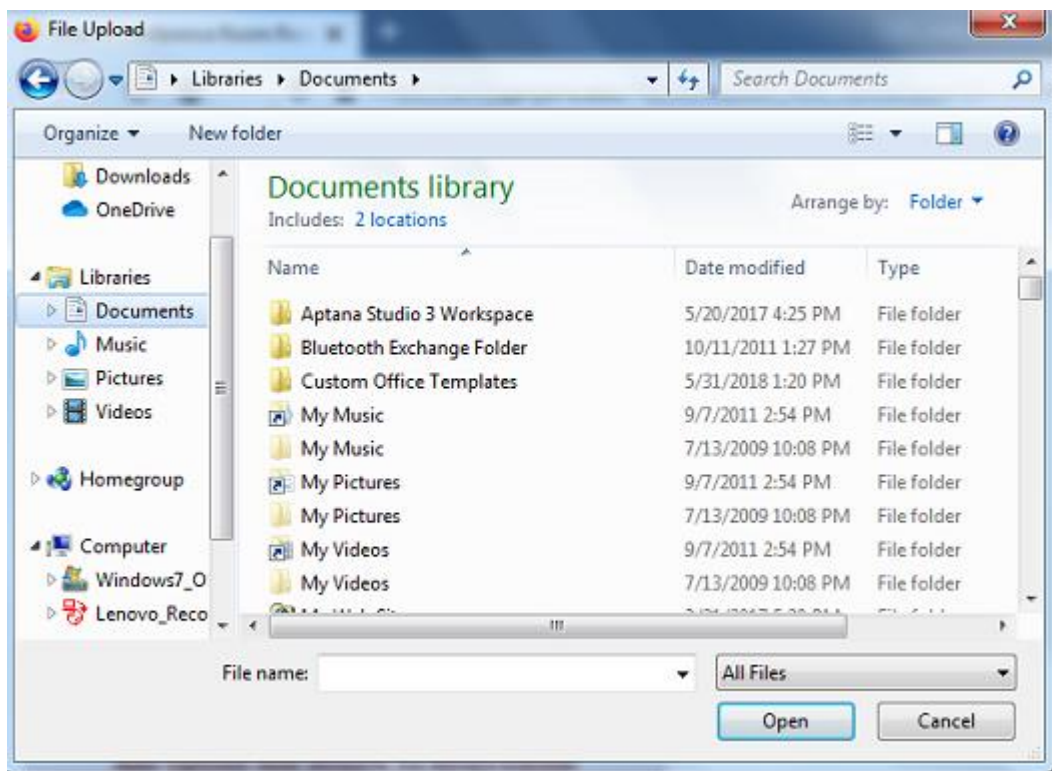 File Upload
Libraries Documents
Search Documents
Organize New folder
Downloads
OneDrive
Libraries
Documents
Music
Pictures
Videos
Homegroup
Computer
Windows7_O
Lenovo_Reco
Documents library
Includes: 2 locations
Arrange by: Folder
Name Date modified Type
Aptana Studio 3 Workspace 5/20/2017 4:25 PM File folder
Bluetooth Exchange Folder 10/11/2011 1:27 PM File folder
Custom Office Templates 5/31/2018 1:20 PM File folder
My Music 9/7/2011 2:54 PM File folder
My Music 7/13/2009 10:08 PM File folder
My Pictures 9/7/2011 2:54 PM File folder
My Pictures 7/13/2009 10:08 PM File folder
My Videos 9/7/2011 2:54 PM File folder
My Videos 7/13/2009 10:08 PM File folder
File name:
All Files
Open Cancel